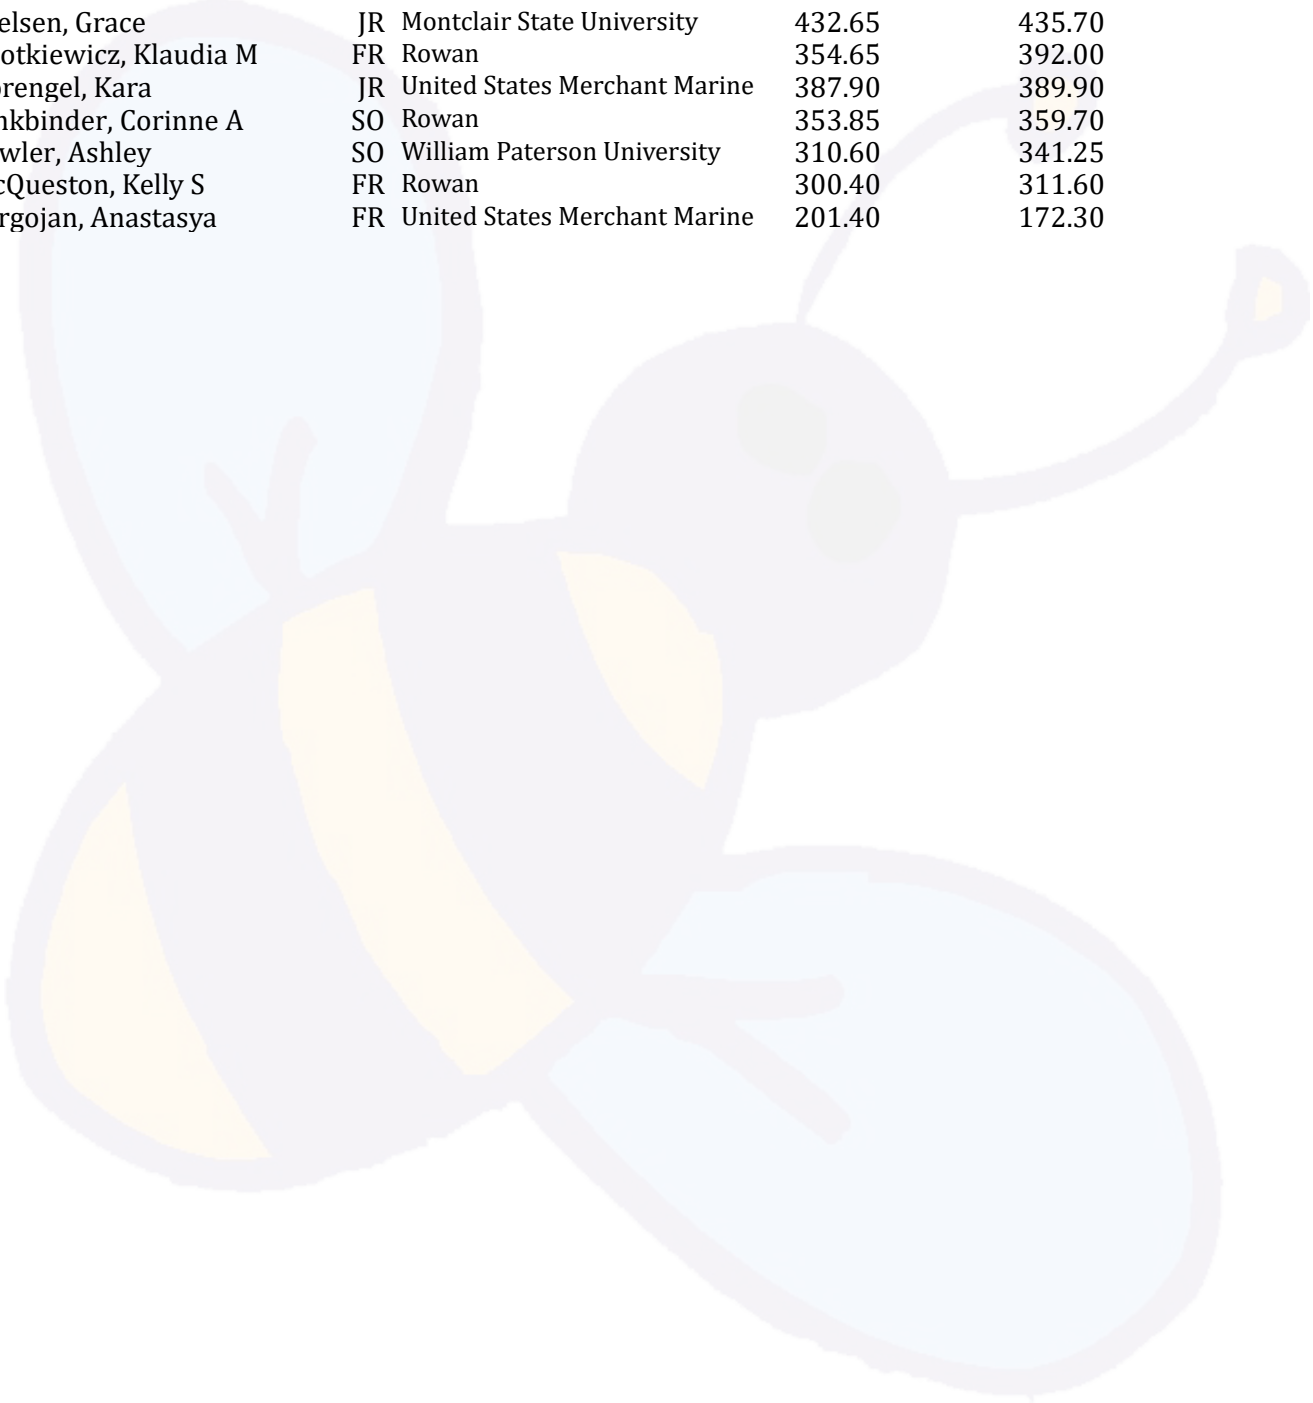 elsen, Grace JR Montclair State University 432.65 435.70
otkiewicz, Klaudia M FR Rowan 354.65 392.00
rengel, Kara JR United States Merchant Marine 387.90 389.90
nkbinder, Corinne A SO Rowan 353.85 359.70
wler, Ashley SO William Paterson University 310.60 341.25
cQueston, Kelly S FR Rowan 300.40 311.60
rgojan, Anastasya FR United States Merchant Marine 201.40 172.30